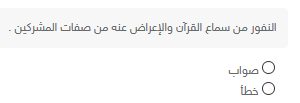 النفور من سماع القرآن والإعراض عنه من صفات المشركين .
صواب
خطأ